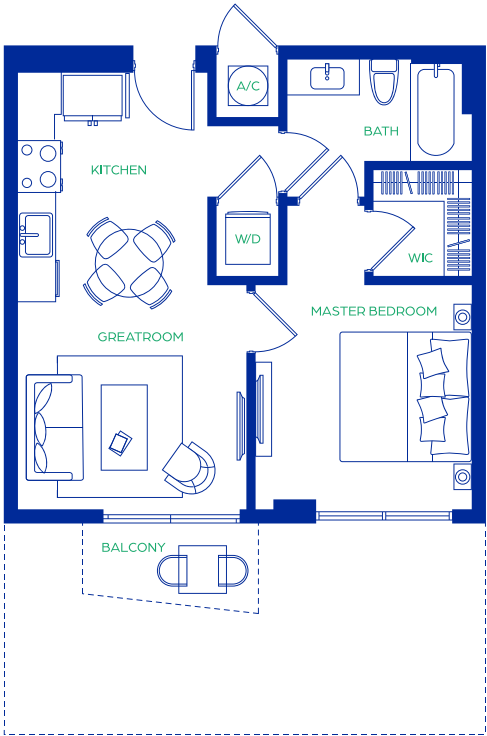 A/C
BATH
KITCHEN
W/D
WIC
MASTER BEDROOM
GREATROOM
BALCONY